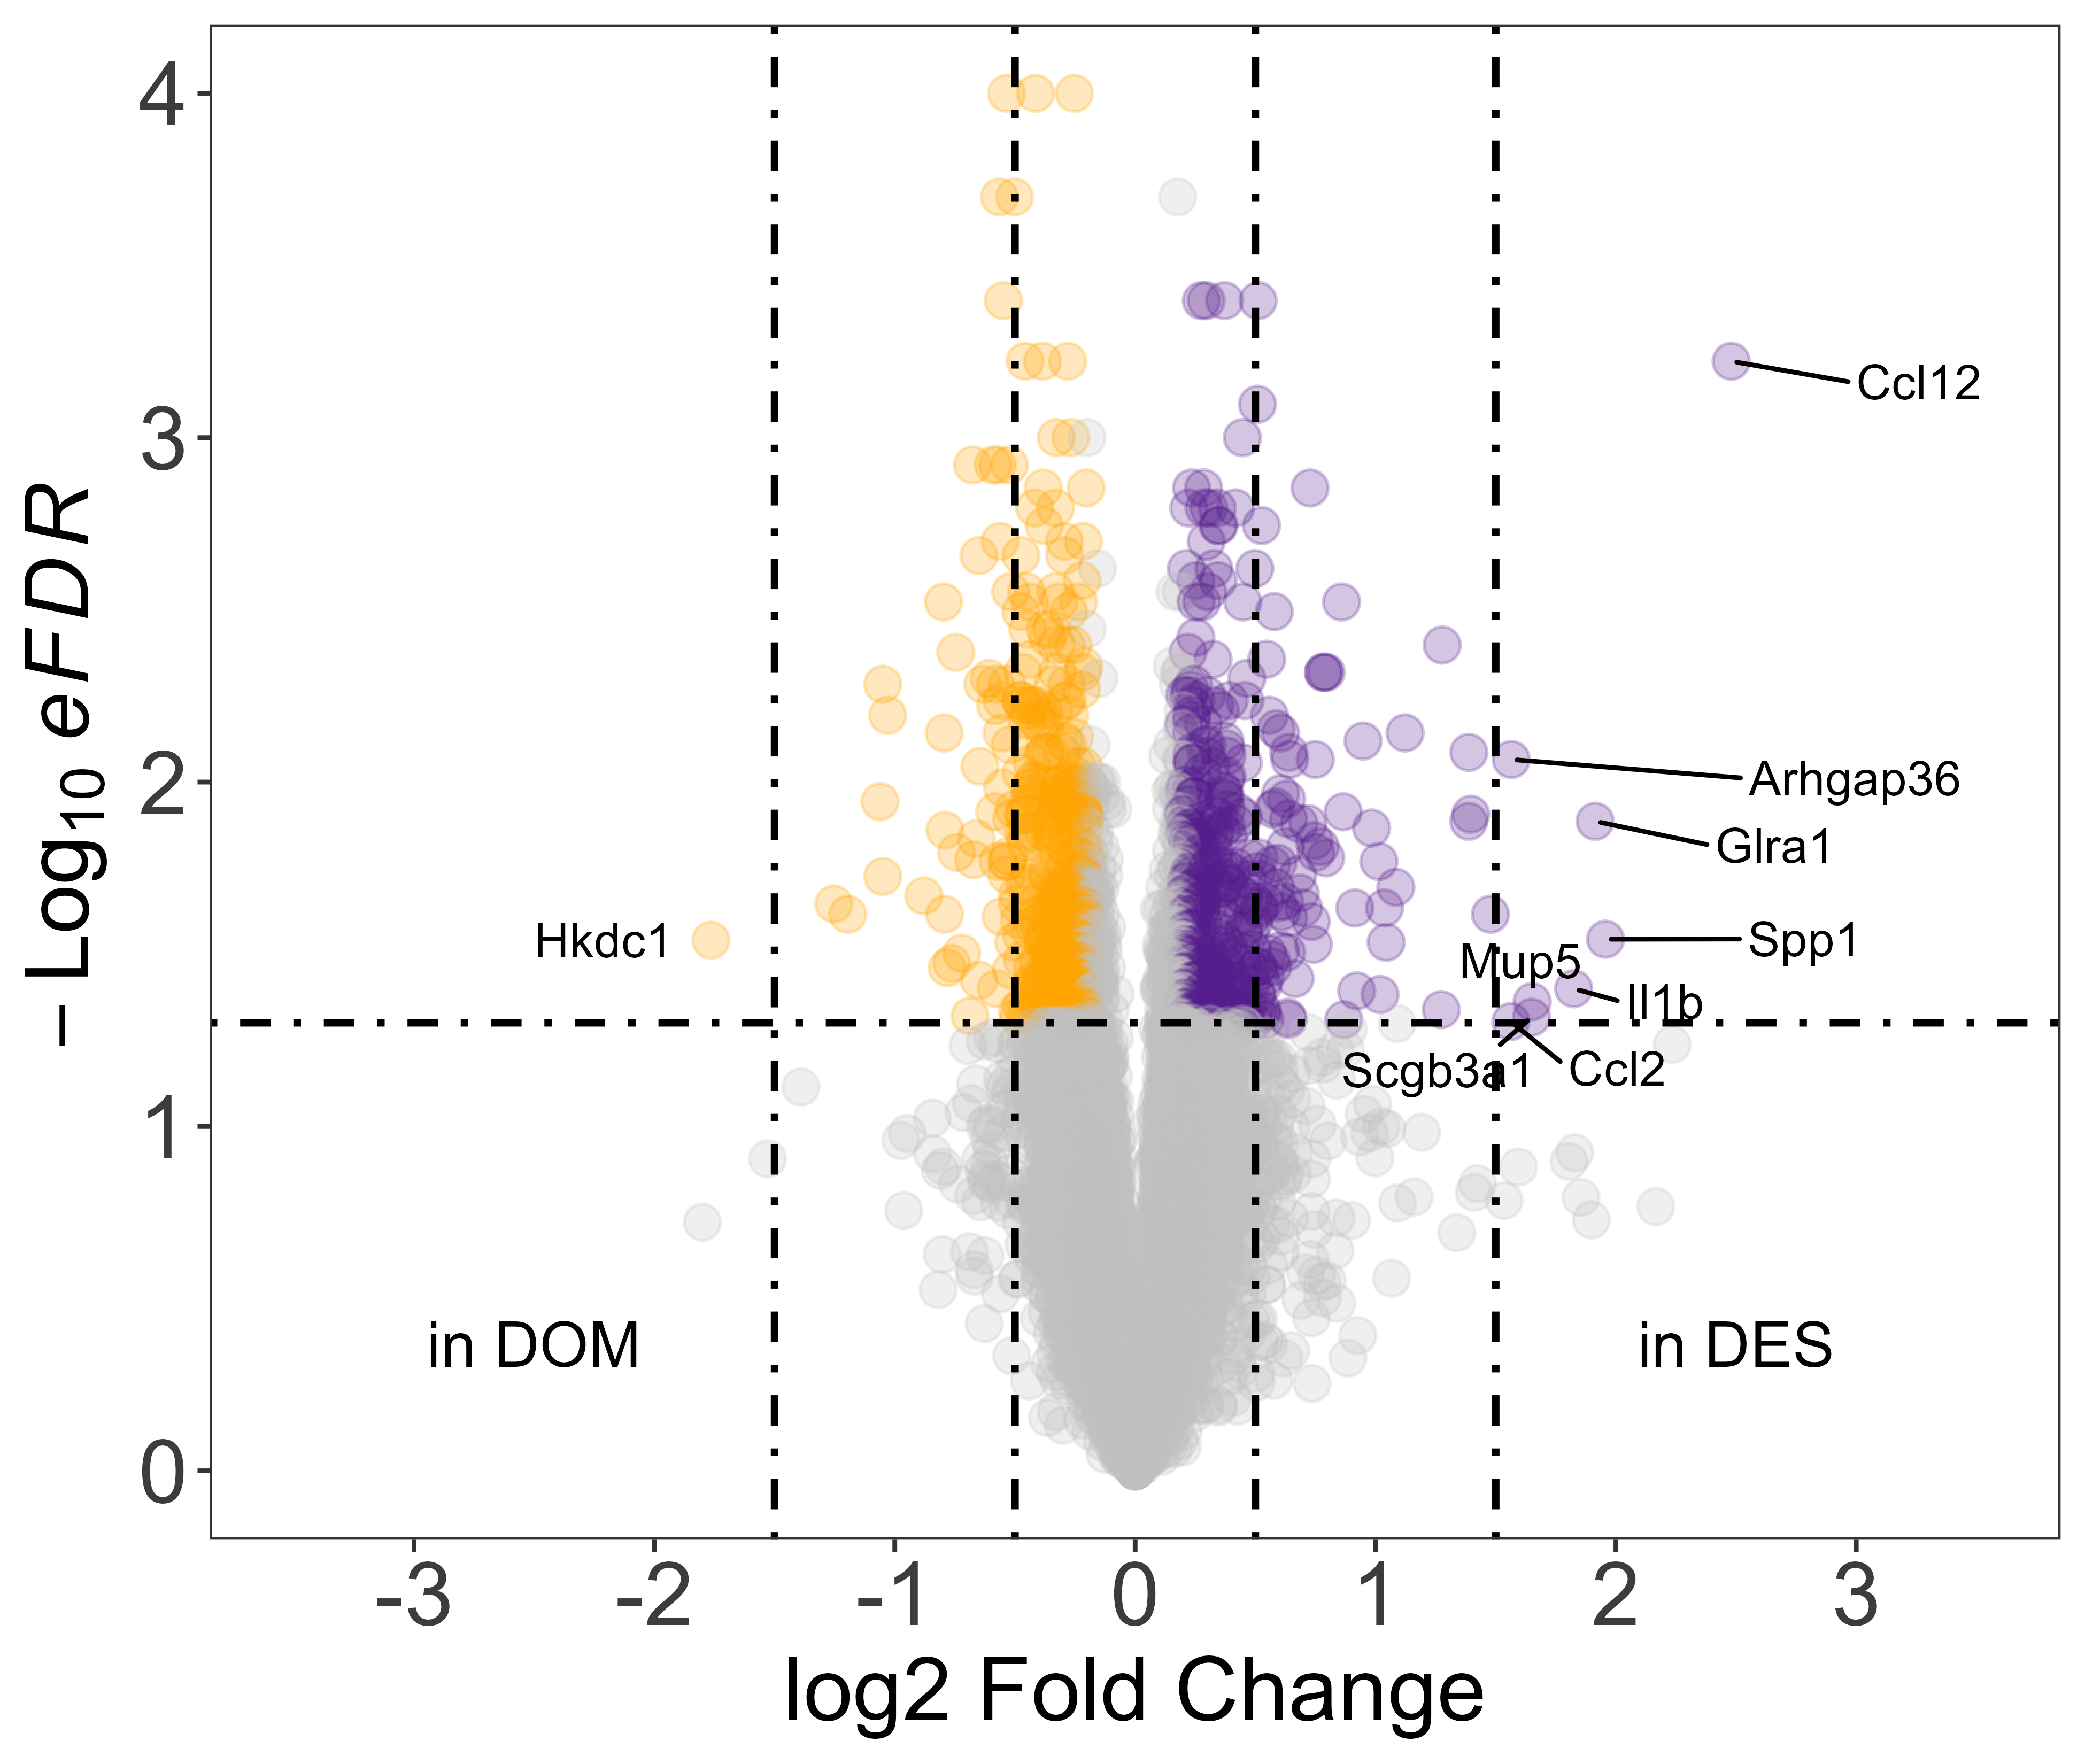 4
3
2
1
0
− Log10 eFDR
Ccl12
Arhgap36
Glra1
Hkdc1
Spp1
Mup5
Il1b
Scgb3a1
Ccl2
in DOM
in DES
-3 -2 -1 0 1 2 3
log2 Fold Change